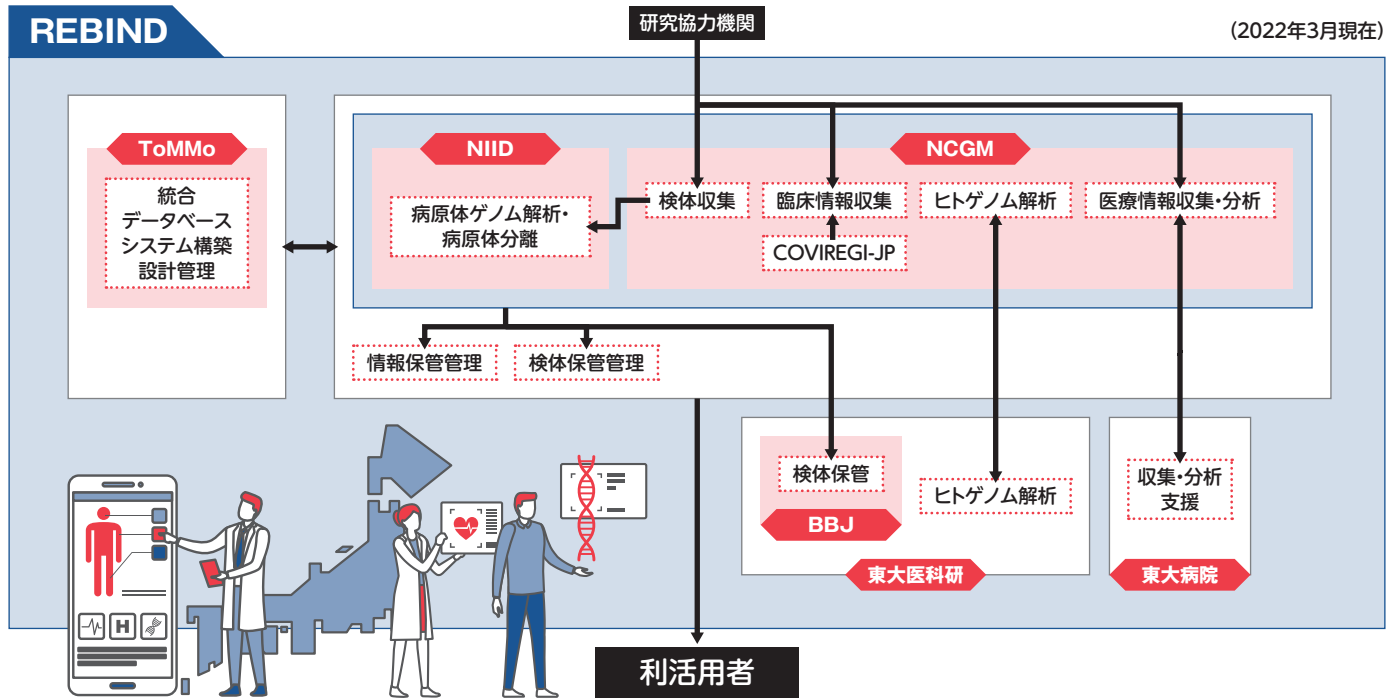 REBIND
研究協力機関
(2022年3月現在)
ToMMo
統合
データベース
システム構築
設計管理
NIID
病原体ゲノム解析・
病原体分離
NCGM
検体収集
臨床情報収集
ヒトゲノム解析
医療情報収集・分析
COVIREGI-JP
情報保管管理
検体保管管理
検体保管
BBJ
ヒトゲノム解析
東大医科研
収集・分析
支援
東大病院
H
利活用者